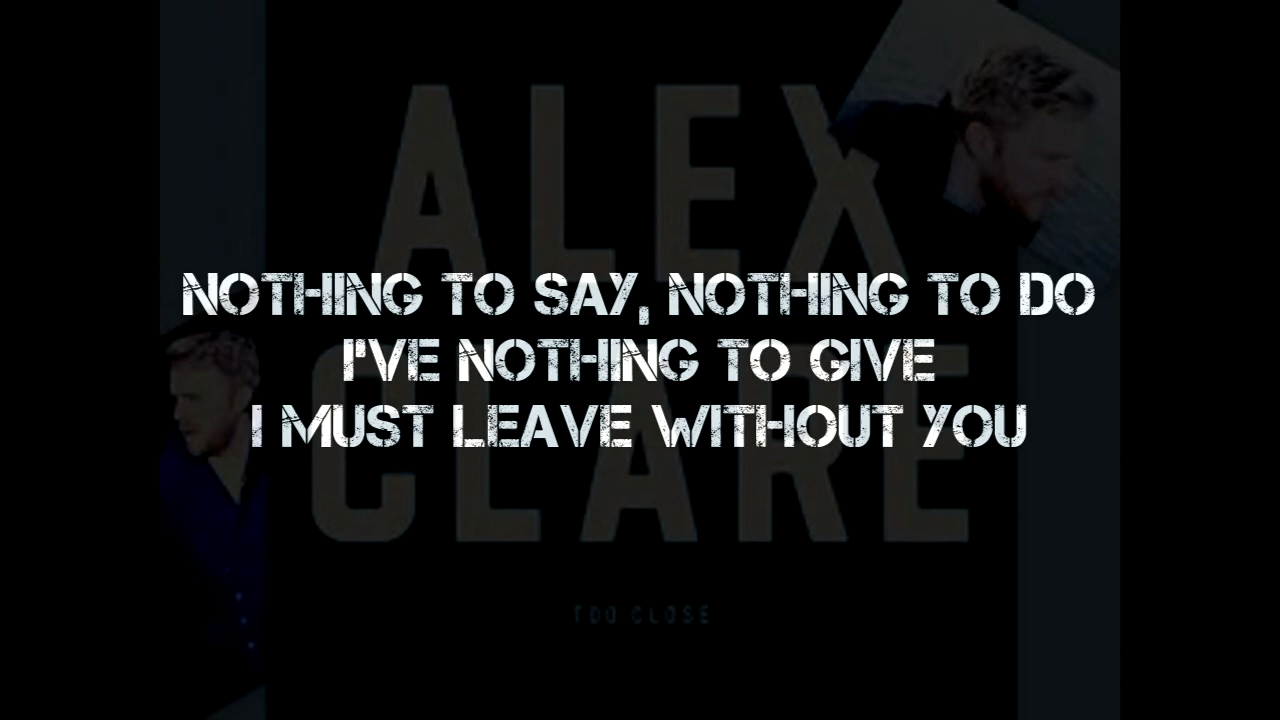 ALEX
NOTHING TO SAY, NOTHING TO DO
I'VE NOTHING TO GIVE
I MUST LEAVE WITHOUT YOU
CLARE
TOO CLOSE